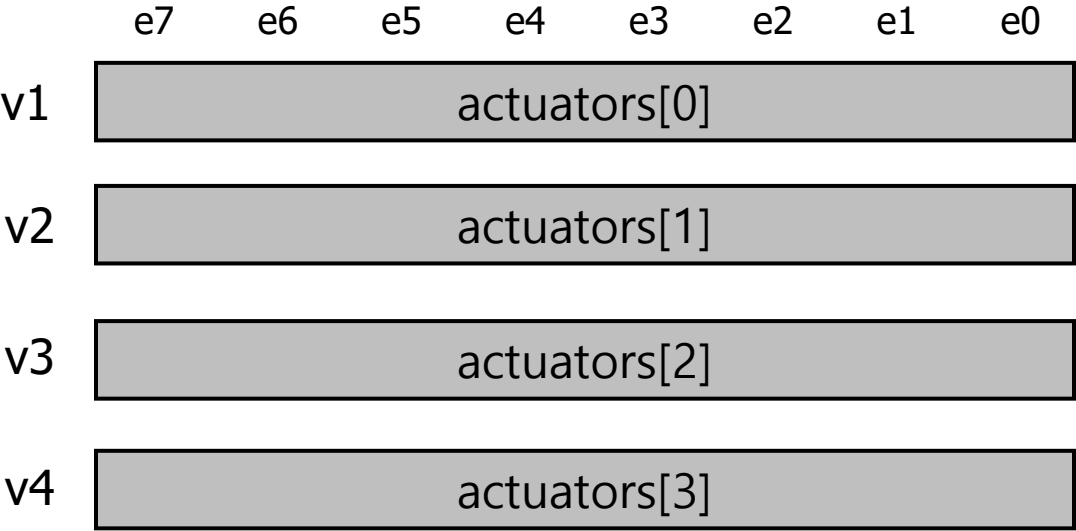 e7 e6 e5 e4 e3 e2 e1 e0
v1 actuators[0]
v2 actuators[1]
v3 actuators[2]
v4 actuators[3]